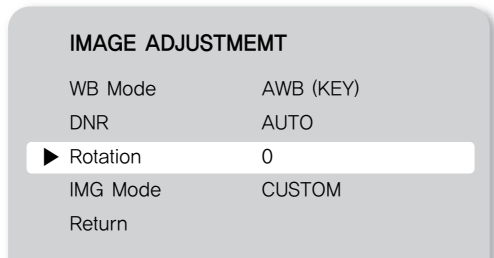 IMAGE ADJUSTMEMT
WB Mode AWB (KEY)
DNR AUTO
▶ Rotation 0
IMG Mode CUSTOM
Return